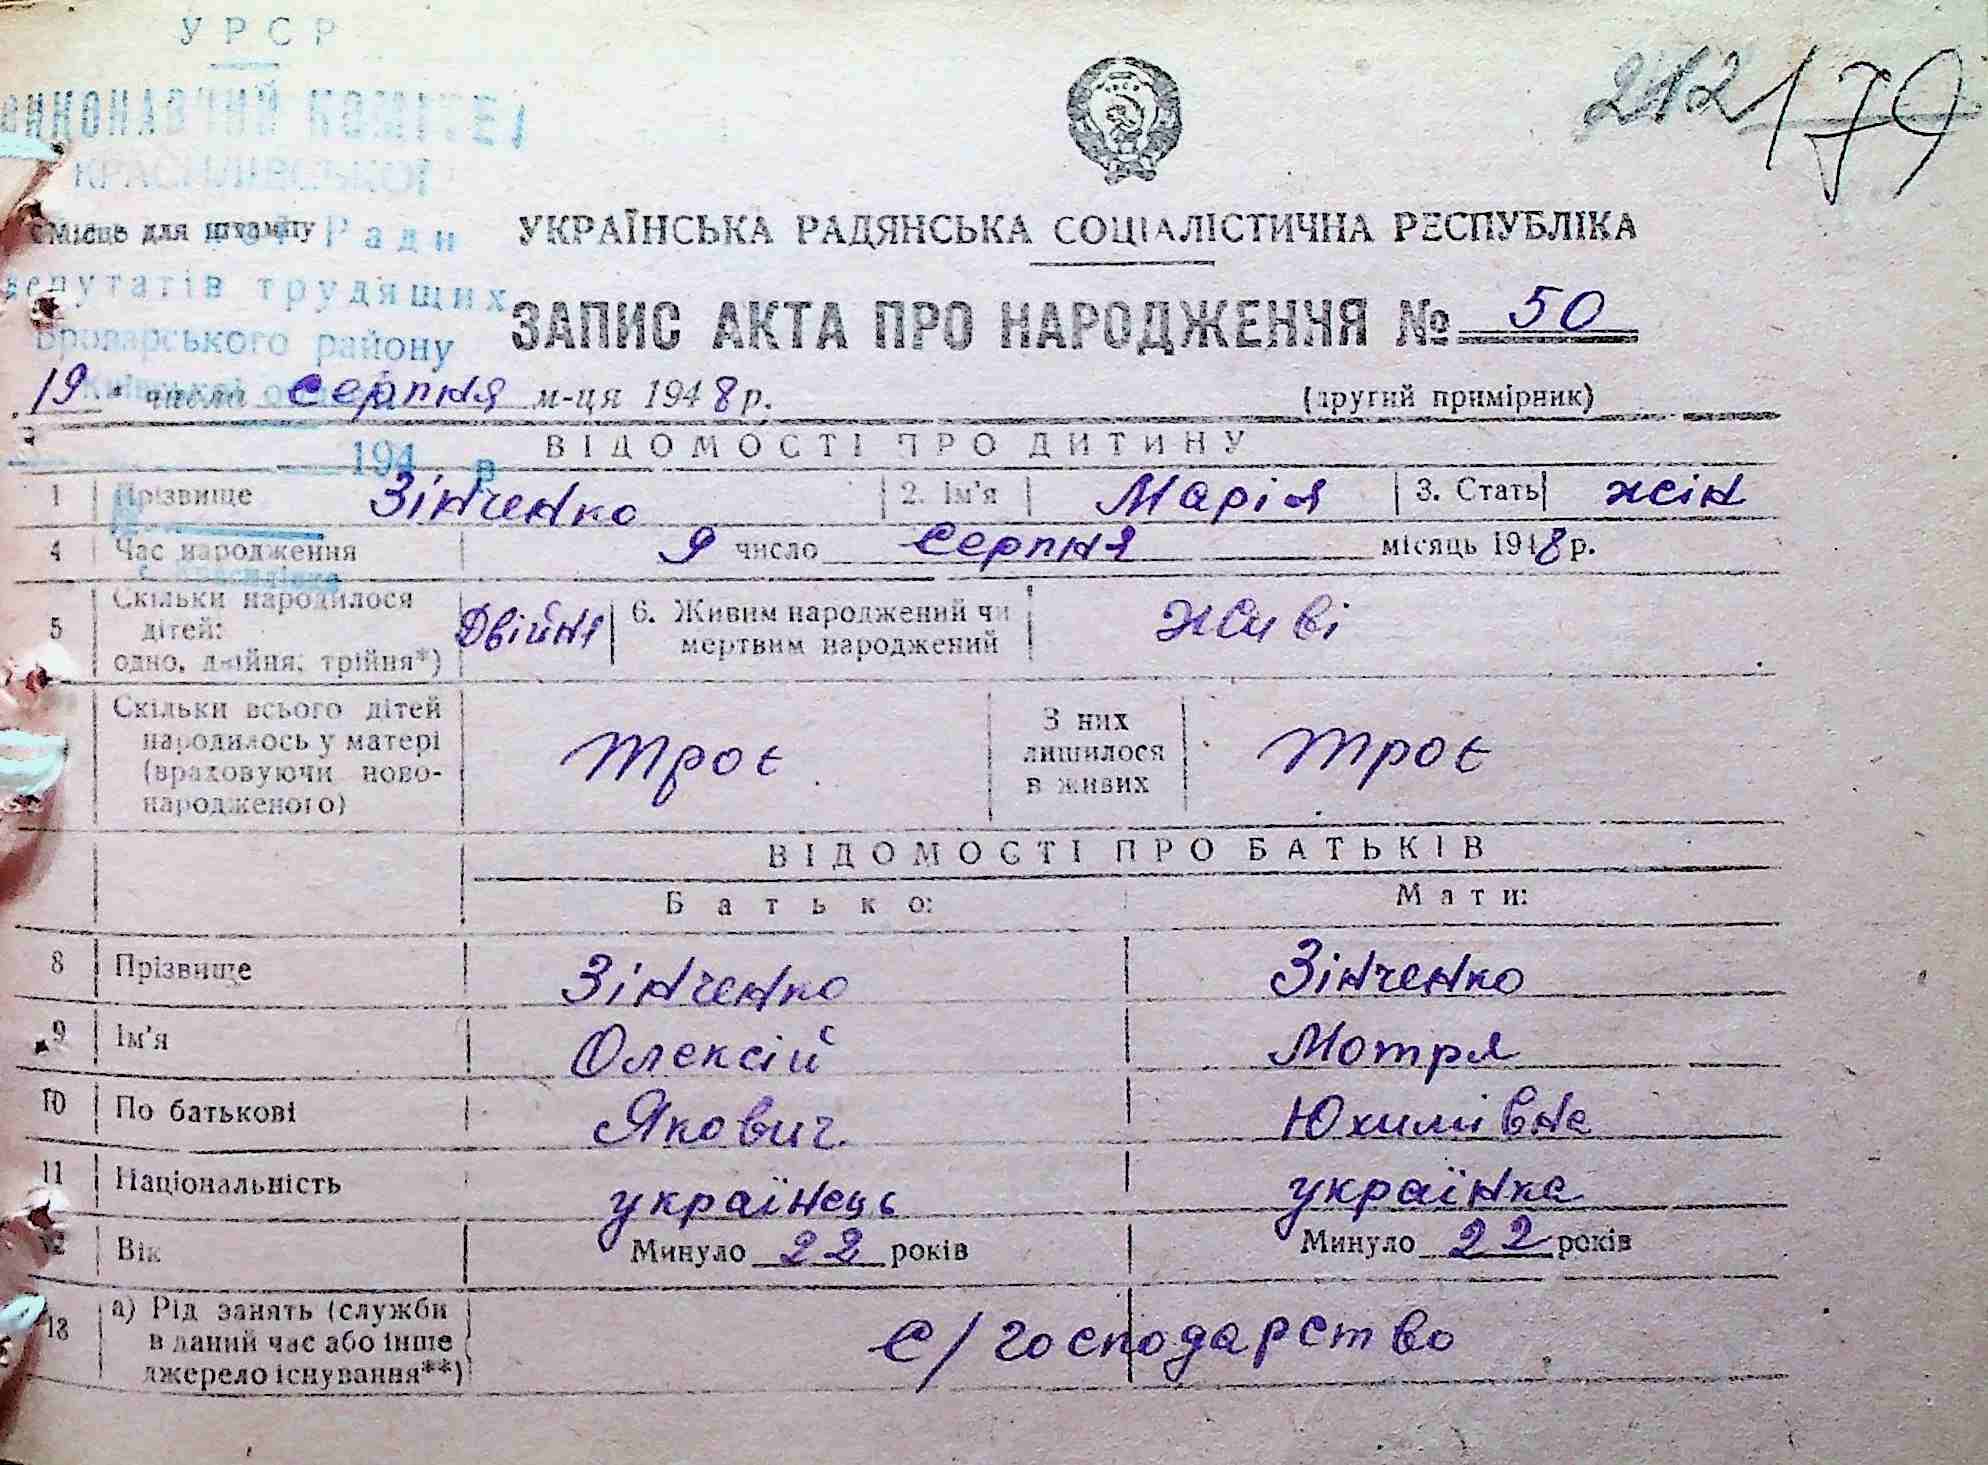 УРСР
ВИКОНАВЧИЙ КОМІТЕТ
КРАСИЛІВСЬКОЇ
Місце для штампу
Ради
депутатів трудящих
Броварського району
194 р
212 179
УКРАЇНСЬКА РАДЯНСЬКА СОЦІАЛІСТИЧНА РЕСПУБЛІКА
ЗАПИС АКТА ПРО НАРОДЖЕННЯ № 50
19 числа серпня м-ця 1948 р.
(другий примірник)
ВІДОМОСТІ ПРО ДИТИНУ
1 Прізвище Зінченко 2. Ім'я Марія 3. Стать жін
4 Час народження 9 число серпня місяць 1948 р.
5 Скільки народилося дітей: одно, двійня, трійня*) Двійня 6. Живим народжений чи мертвим народжений живі
Скільки всього дітей народилось у матері (враховуючи новонародженого) троє З них лишилося в живих троє
ВІДОМОСТІ ПРО БАТЬКІВ
Батько: Мати:
8 Прізвище Зінченко Зінченко
9 Ім'я Олексій Мотря
10 По батькові Якович Юхимівна
11 Національність українець українка
12 Вік Минуло 22 років Минуло 22 років
13 а) Рід занять (служби в даний час або інше джерело існування**) с/господарство